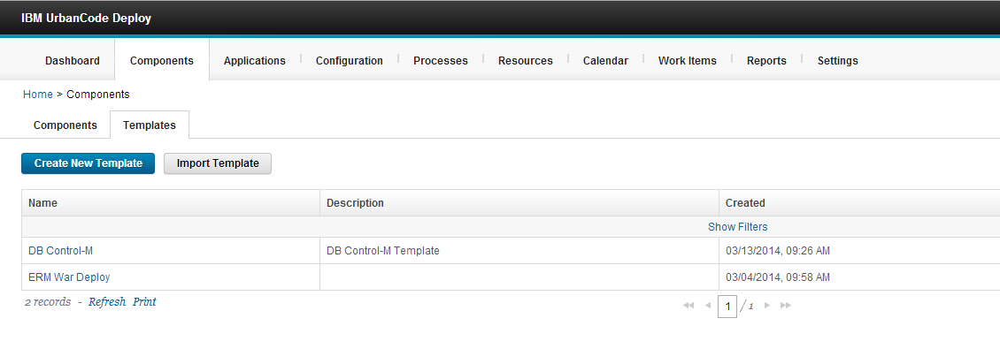 IBM UrbanCode Deploy
Dashboard Components Applications Configuration Processes Resources Calendar Work Items Reports Settings
Home > Components
Components Templates
Create New Template Import Template
Name Description Created
Show Filters
DB Control-M DB Control-M Template 03/13/2014, 09:26 AM
ERM War Deploy 03/04/2014, 09:58 AM
2 records - Refresh Print 1 / 1